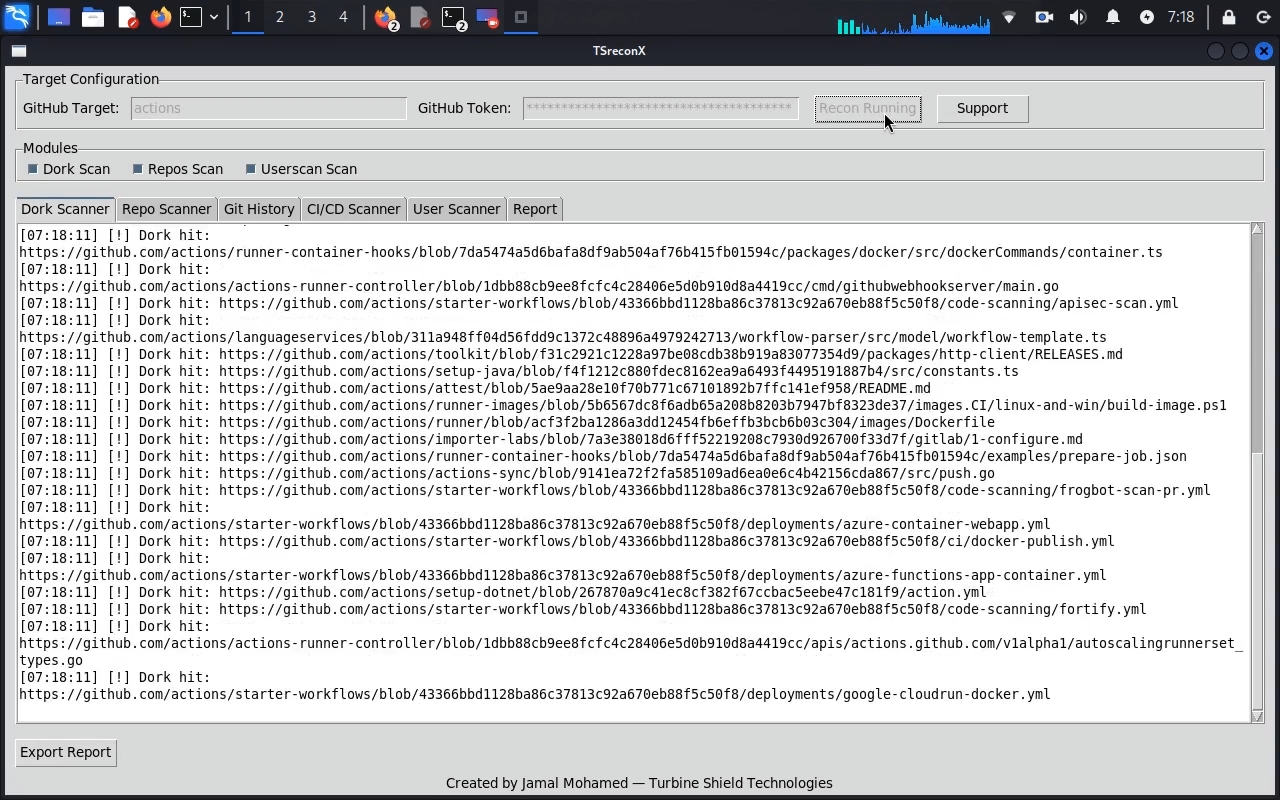 1 2 3 4 2 2 7:18
TSreconX
Target Configuration
GitHub Target: actions GitHub Token: ************************************** Recon Running Support
Modules
Dork Scan Repos Scan Userscan Scan
Dork Scanner Repo Scanner Git History CI/CD Scanner User Scanner Report
[07:18:11] [!] Dork hit:
https://github.com/actions/runner-container-hooks/blob/7da5474a5d6bafa8df9ab504af76b415fb01594c/packages/docker/src/dockerCommands/container.ts
[07:18:11] [!] Dork hit:
https://github.com/actions/actions-runner-controller/blob/1dbb88cb9ee8fcfc4c28406e5d0b910d8a4419cc/cmd/githubwebhookserver/main.go
[07:18:11] [!] Dork hit: https://github.com/actions/starter-workflows/blob/43366bbd1128ba86c37813c92a670eb88f5c50f8/code-scanning/apisec-scan.yml
[07:18:11] [!] Dork hit:
https://github.com/actions/languageservices/blob/311a948ff04d56fdd9c1372c48896a4979242713/workflow-parser/src/model/workflow-template.ts
[07:18:11] [!] Dork hit: https://github.com/actions/toolkit/blob/f31c2921c1228a97be08cdb38b919a83077354d9/packages/http-client/RELEASES.md
[07:18:11] [!] Dork hit: https://github.com/actions/setup-java/blob/f4f1212c880fdec8162ea9a6493f4495191887b4/src/constants.ts
[07:18:11] [!] Dork hit: https://github.com/actions/attest/blob/5ae9aa28e10f70b771c67101892b7ffc141ef958/README.md
[07:18:11] [!] Dork hit: https://github.com/actions/runner-images/blob/5b6567dc8f6adb65a208b8203b7947bf8323de37/images.CI/linux-and-win/build-image.ps1
[07:18:11] [!] Dork hit: https://github.com/actions/runner/blob/acf3f2ba1286a3dd12454fb6effb3bcb6b03c304/images/Dockerfile
[07:18:11] [!] Dork hit: https://github.com/actions/importer-labs/blob/7a3e38018d6fff52219208c7930d926700f33d7f/gitlab/1-configure.md
[07:18:11] [!] Dork hit: https://github.com/actions/runner-container-hooks/blob/7da5474a5d6bafa8df9ab504af76b415fb01594c/examples/prepare-job.json
[07:18:11] [!] Dork hit: https://github.com/actions/actions-sync/blob/9141ea72f2fa585109ad6ea0e6c4b42156cda867/src/push.go
[07:18:11] [!] Dork hit: https://github.com/actions/starter-workflows/blob/43366bbd1128ba86c37813c92a670eb88f5c50f8/code-scanning/frogbot-scan-pr.yml
[07:18:11] [!] Dork hit:
https://github.com/actions/starter-workflows/blob/43366bbd1128ba86c37813c92a670eb88f5c50f8/deployments/azure-container-webapp.yml
[07:18:11] [!] Dork hit: https://github.com/actions/starter-workflows/blob/43366bbd1128ba86c37813c92a670eb88f5c50f8/ci/docker-publish.yml
[07:18:11] [!] Dork hit:
https://github.com/actions/starter-workflows/blob/43366bbd1128ba86c37813c92a670eb88f5c50f8/deployments/azure-functions-app-container.yml
[07:18:11] [!] Dork hit: https://github.com/actions/setup-dotnet/blob/267870a9c41ec8cf382f67ccbac5eebe47c181f9/action.yml
[07:18:11] [!] Dork hit: https://github.com/actions/starter-workflows/blob/43366bbd1128ba86c37813c92a670eb88f5c50f8/code-scanning/fortify.yml
[07:18:11] [!] Dork hit:
https://github.com/actions/actions-runner-controller/blob/1dbb88cb9ee8fcfc4c28406e5d0b910d8a4419cc/apis/actions.github.com/v1alpha1/autoscalingrunnerset_
types.go
[07:18:11] [!] Dork hit:
https://github.com/actions/starter-workflows/blob/43366bbd1128ba86c37813c92a670eb88f5c50f8/deployments/google-cloudrun-docker.yml
Export Report
Created by Jamal Mohamed — Turbine Shield Technologies